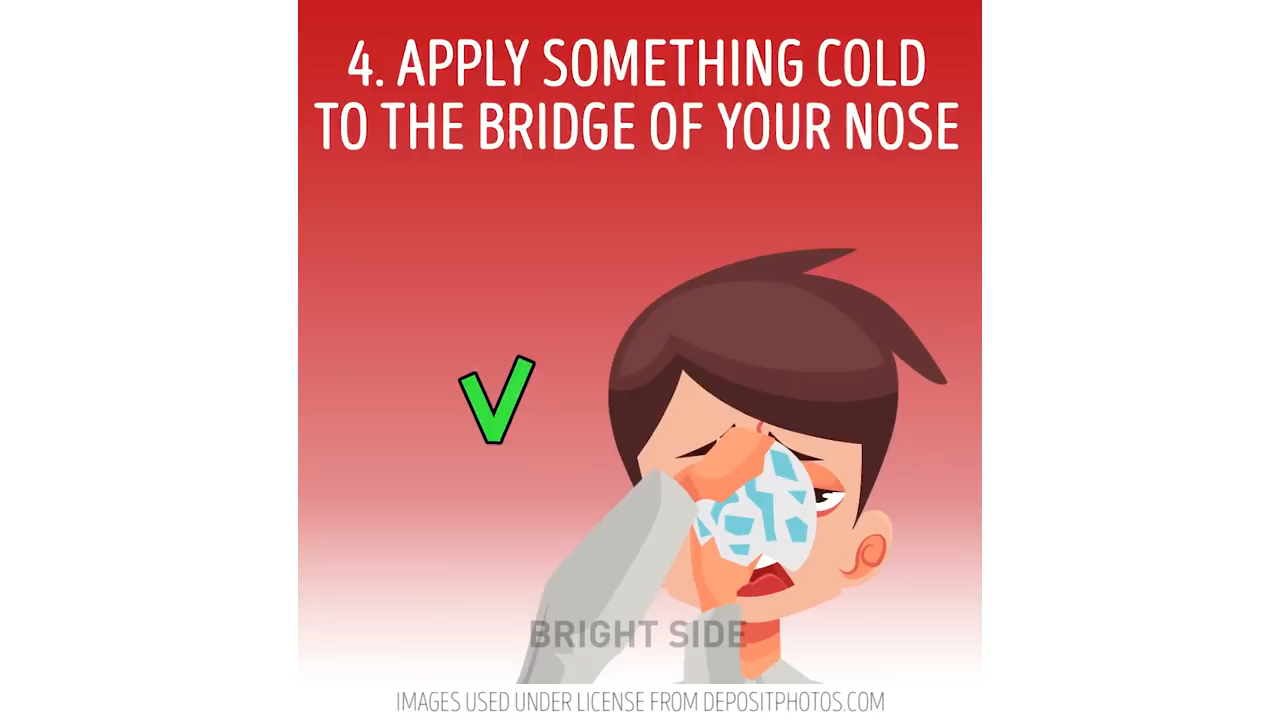 4. APPLY SOMETHING COLD
TO THE BRIDGE OF YOUR NOSE
BRIGHT SIDE
IMAGES USED UNDER LICENSE FROM DEPOSITPHOTOS.COM